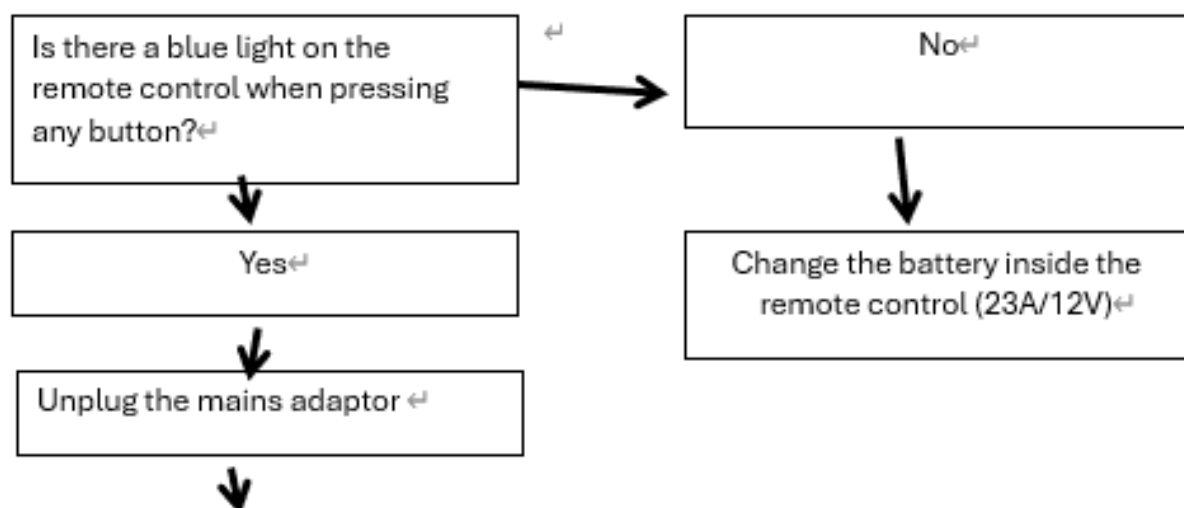 Is there a blue light on the
remote control when pressing
any button?
No
Yes
Change the battery inside the
remote control (23A/12V)
Unplug the mains adaptor